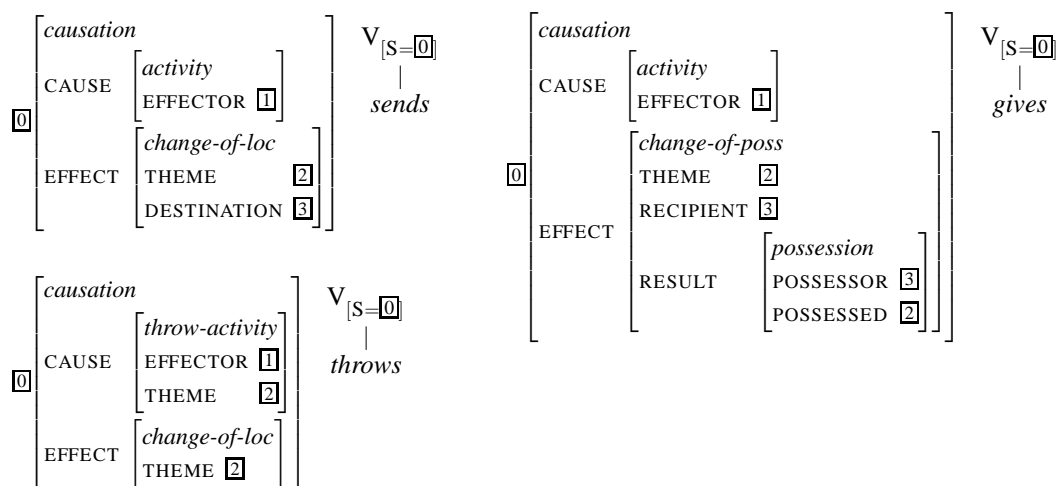 causation
CAUSE activity
EFFECTOR 1
0
EFFECT change-of-loc
THEME 2
DESTINATION 3
V[S=0]
sends
causation
CAUSE activity
EFFECTOR 1
0
EFFECT change-of-poss
THEME 2
RECIPIENT 3
RESULT possession
POSSESSOR 3
POSSESSED 2
V[S=0]
gives
causation
CAUSE throw-activity
EFFECTOR 1
THEME 2
0
EFFECT change-of-loc
THEME 2
V[S=0]
throws